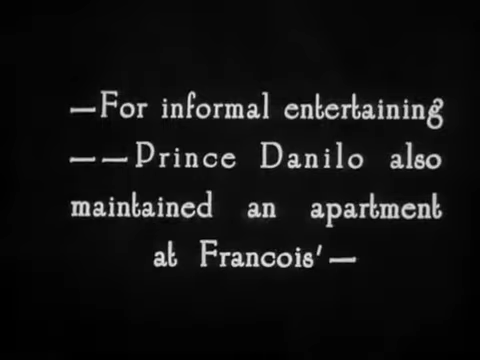 —For informal entertaining
——Prince Danilo also
maintained an apartment
at Francois'—